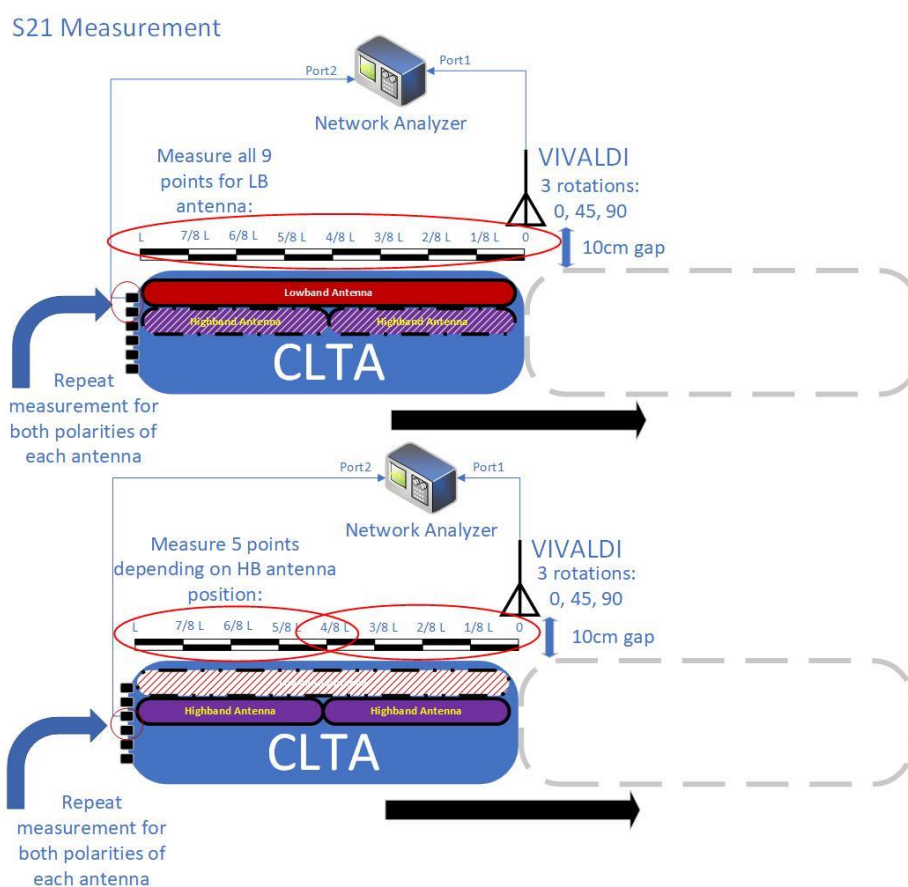 S21 Measurement
Port2
Port1
Network Analyzer
Measure all 9
points for LB
antenna:
VIVALDI
3 rotations:
0, 45, 90
L 7/8 L 6/8 L 5/8 L 4/8 L 3/8 L 2/8 L 1/8 L 0
10cm gap
Lowband Antenna
Highband Antenna Highband Antenna
CLTA
Repeat
measurement for
both polarities of
each antenna
Port2
Port1
Network Analyzer
Measure 5 points
depending on HB antenna
position:
VIVALDI
3 rotations:
0, 45, 90
L 7/8 L 6/8 L 5/8 L 4/8 L 3/8 L 2/8 L 1/8 L 0
10cm gap
Highband Antenna Highband Antenna
CLTA
Repeat
measurement for
both polarities of
each antenna